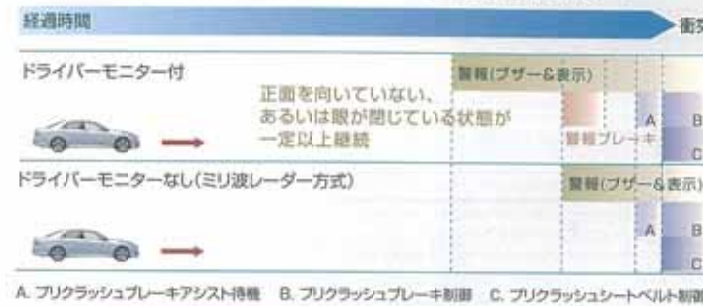 経過時間
衝突
ドライバーモニター付
警報(ブザー&表示)
正面を向いていない、
あるいは眼が閉じている状態が
一定以上継続
警報ブレーキ
A
B
C
ドライバーモニターなし(ミリ波レーダー方式)
警報(ブザー&表示)
A
B
C
A. プリクラッシュブレーキアシスト待機 B. プリクラッシュブレーキ制御 C. プリクラッシュシートベルト制御